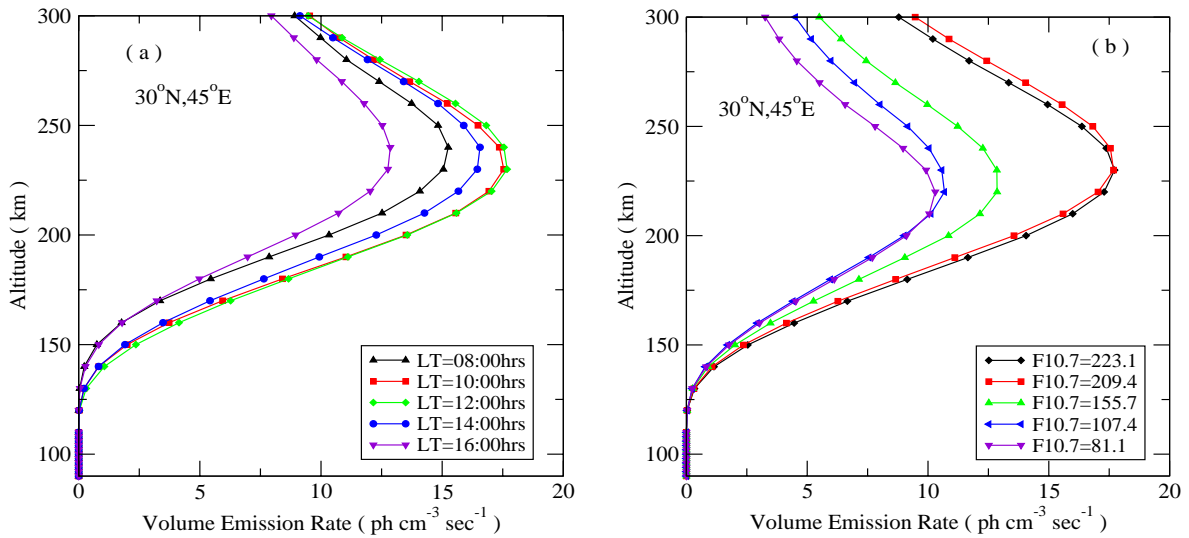 300
( a )
30°N,45°E
250
200
150
100
Altitude ( km )
LT=08:00hrs
LT=10:00hrs
LT=12:00hrs
LT=14:00hrs
LT=16:00hrs
0 5 10 15 20
Volume Emission Rate ( ph cm⁻³ sec⁻¹ )
300
( b )
30°N,45°E
250
200
150
100
Altitude ( km )
F10.7=223.1
F10.7=209.4
F10.7=155.7
F10.7=107.4
F10.7=81.1
0 5 10 15 20
Volume Emission Rate ( ph cm⁻³ sec⁻¹ )